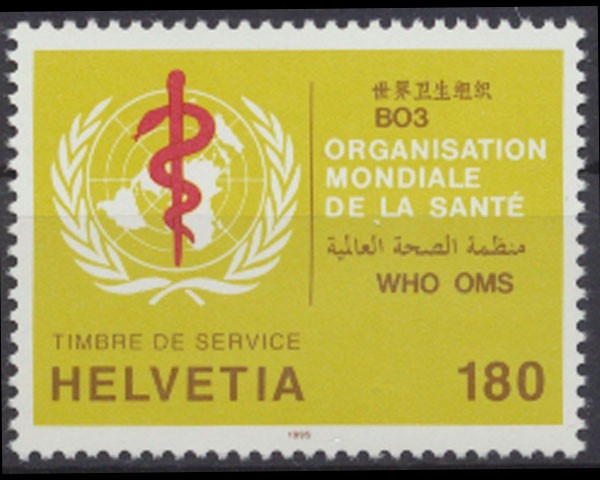 世界卫生组织
ВОЗ
ORGANISATION
MONDIALE
DE LA SANTÉ
منظمة الصحة العالمية
WHO OMS
TIMBRE DE SERVICE
HELVETIA 180
1995